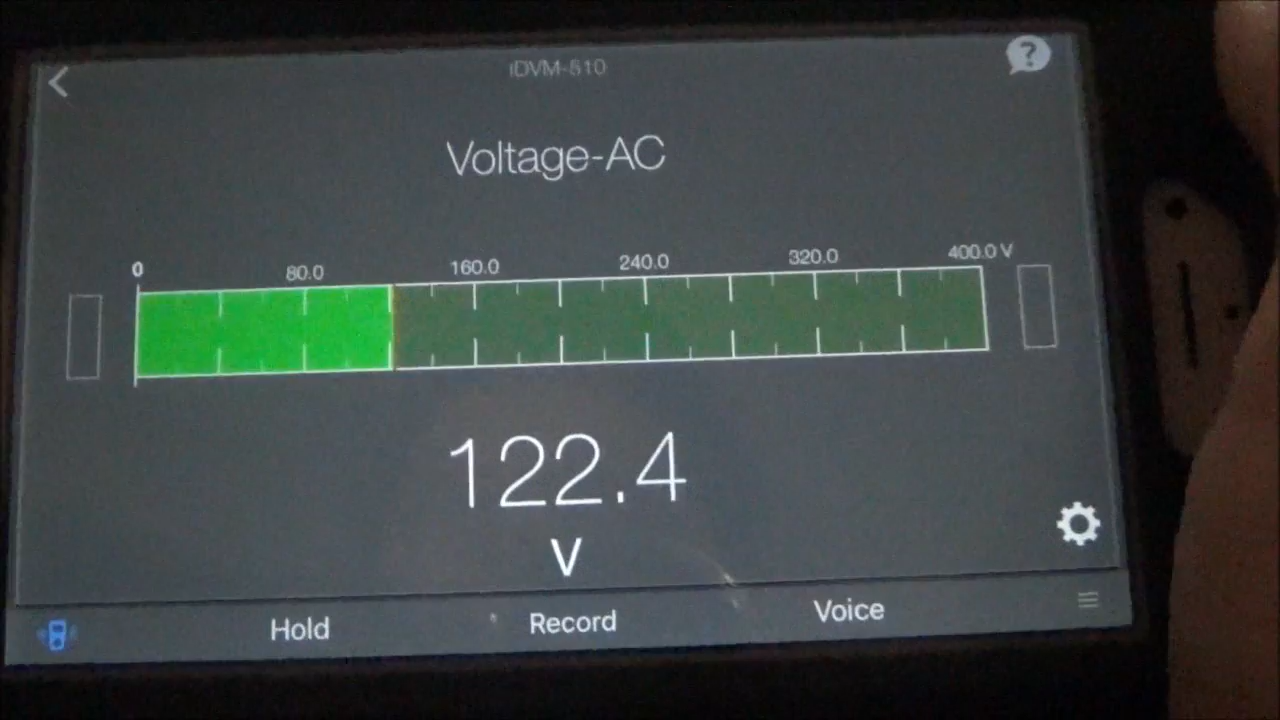 iDVM-510
?
Voltage-AC
0 80.0 160.0 240.0 320.0 400.0 V
122.4
V
Hold Record Voice